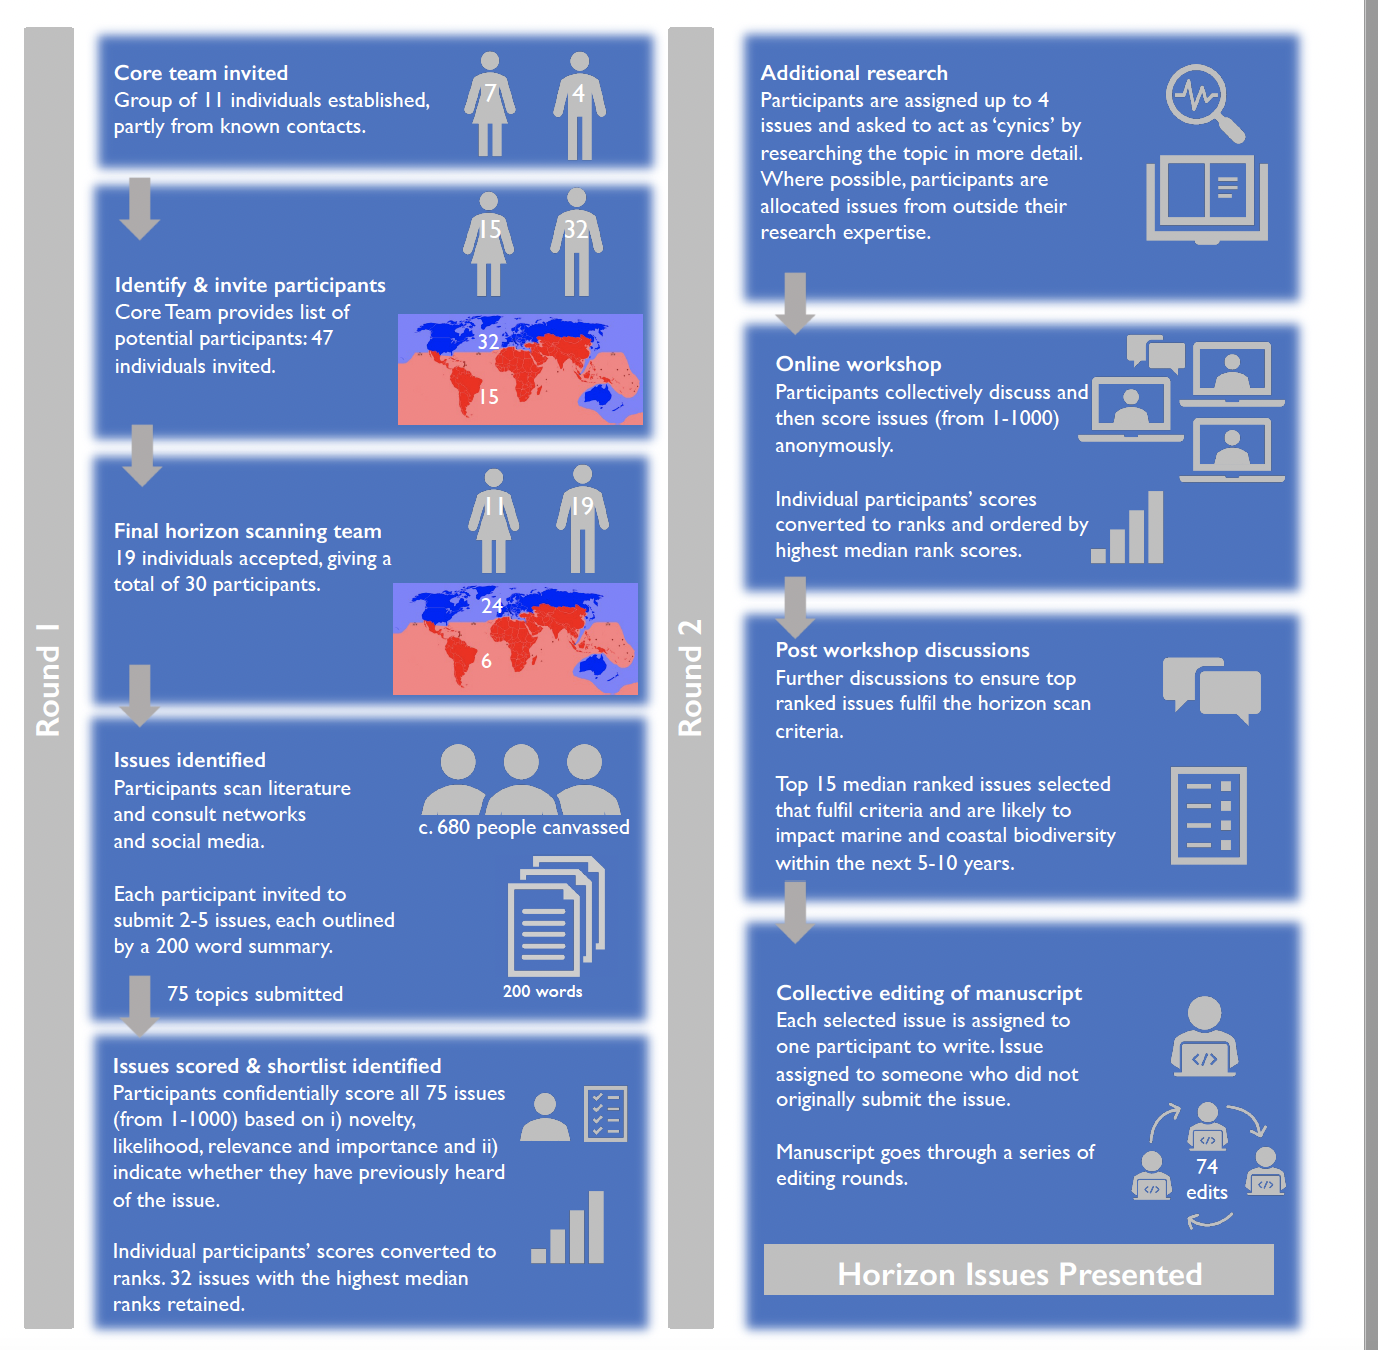 Round 1
Core team invited
Group of 11 individuals established,
partly from known contacts.
7
4
Identify & invite participants
Core Team provides list of
potential participants: 47
individuals invited.
15
32
32
15
Final horizon scanning team
19 individuals accepted, giving a
total of 30 participants.
11
19
24
6
Issues identified
Participants scan literature
and consult networks
and social media.
c. 680 people canvassed
Each participant invited to
submit 2-5 issues, each outlined
by a 200 word summary.
200 words
75 topics submitted
Issues scored & shortlist identified
Participants confidentially score all 75 issues
(from 1-1000) based on i) novelty,
likelihood, relevance and importance and ii)
indicate whether they have previously heard
of the issue.
Individual participants’ scores converted to
ranks. 32 issues with the highest median
ranks retained.
Round 2
Additional research
Participants are assigned up to 4
issues and asked to act as ‘cynics’ by
researching the topic in more detail.
Where possible, participants are
allocated issues from outside their
research expertise.
Online workshop
Participants collectively discuss and
then score issues (from 1-1000)
anonymously.
Individual participants’ scores
converted to ranks and ordered by
highest median rank scores.
Post workshop discussions
Further discussions to ensure top
ranked issues fulfil the horizon scan
criteria.
Top 15 median ranked issues selected
that fulfil criteria and are likely to
impact marine and coastal biodiversity
within the next 5-10 years.
Collective editing of manuscript
Each selected issue is assigned to
one participant to write. Issue
assigned to someone who did not
originally submit the issue.
</>
Manuscript goes through a series of
editing rounds.
</>
</>
</>
74
edits
Horizon Issues Presented